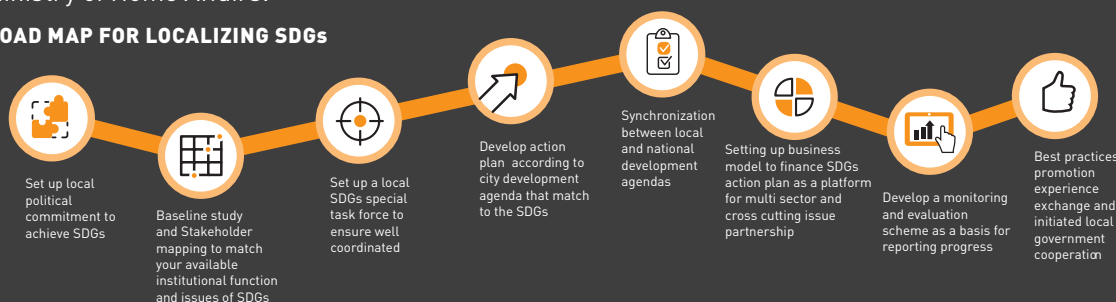 OAD MAP FOR LOCALIZING SDGs
Set up local
political
commitment to
achieve SDGs
Baseline study
and Stakeholder
mapping to match
your available
institutional function
and issues of SDGs
Set up a local
SDGs special
task force to
ensure well
coordinated
Develop action
plan according to
city development
agenda that match
to the SDGs
Synchronization
between local
and national
development
agendas
Setting up business
model to finance SDGs
action plan as a platform
for multi sector and
cross cutting issue
partnership
Develop a monitoring
and evaluation
scheme as a basis for
reporting progress
Best practices
promotion
experience
exchange and
initiated local
government
cooperation